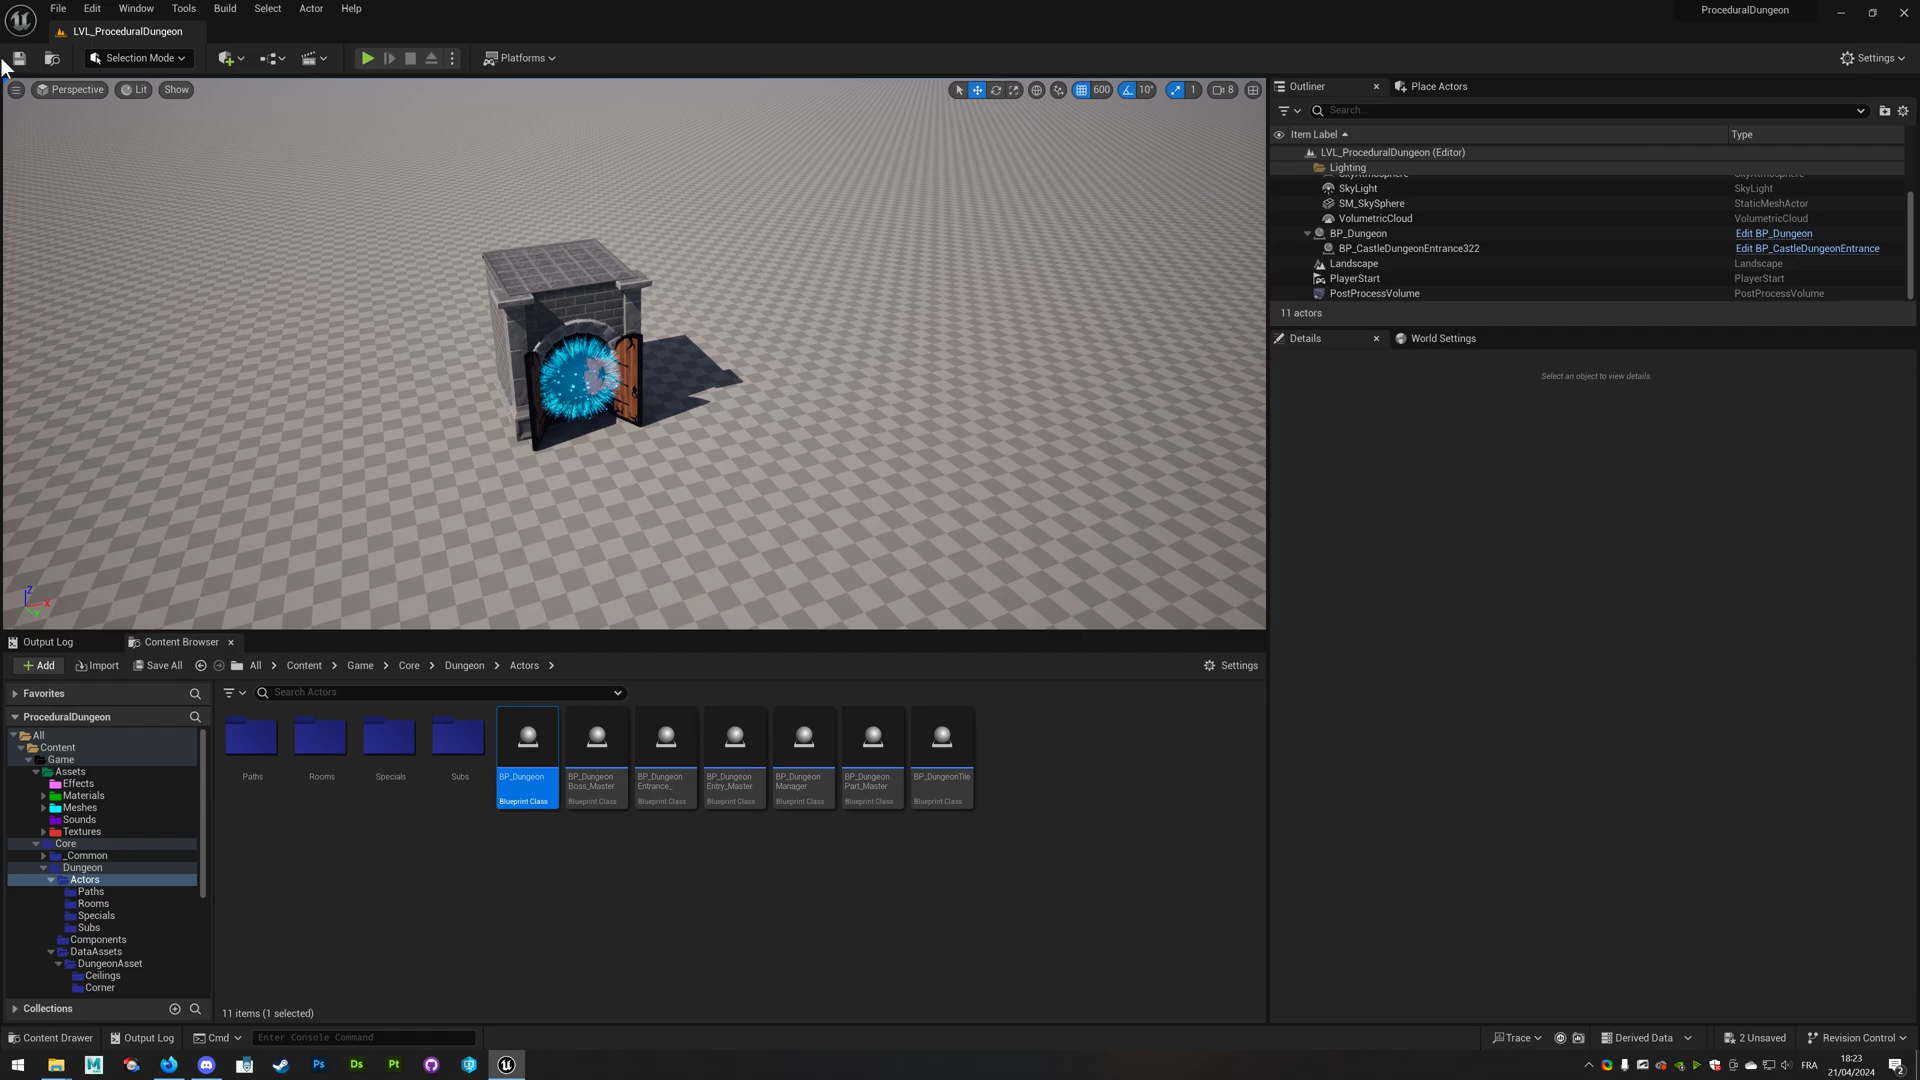 File Edit Window Tools Build Select Actor Help
ProceduralDungeon
LVL_ProceduralDungeon
Selection Mode
Platforms
Settings
Perspective Lit Show
600 10° 1 8
Outliner Place Actors
Search...
Item Label Type
LVL_ProceduralDungeon (Editor)
Lighting
SkyAtmosphere SkyAtmosphere
SkyLight SkyLight
SM_SkySphere StaticMeshActor
VolumetricCloud VolumetricCloud
BP_Dungeon Edit BP_Dungeon
BP_CastleDungeonEntrance322 Edit BP_CastleDungeonEntrance
Landscape Landscape
PlayerStart PlayerStart
PostProcessVolume PostProcessVolume
11 actors
Details World Settings
Select an object to view details.
Z
X
Y
Output Log Content Browser
Add Import Save All All Content Game Core Dungeon Actors Settings
Favorites
Search Actors
ProceduralDungeon
All
Content
Game
Assets
Effects
Materials
Meshes
Sounds
Textures
Core
_Common
Dungeon
Actors
Paths
Rooms
Specials
Subs
Components
DataAssets
DungeonAsset
Ceilings
Corner
Collections
Paths Rooms Specials Subs
BP_Dungeon
Blueprint Class
BP_Dungeon
Boss_Master
Blueprint Class
BP_Dungeon
Entrance_
Blueprint Class
BP_Dungeon
Entry_Master
Blueprint Class
BP_Dungeon
Manager
Blueprint Class
BP_Dungeon
Part_Master
Blueprint Class
BP_DungeonTile
Blueprint Class
11 items (1 selected)
Content Drawer Output Log Cmd Enter Console Command
Trace Derived Data 2 Unsaved Revision Control
Ps Ds Pt
FRA
18:23
21/04/2024
2